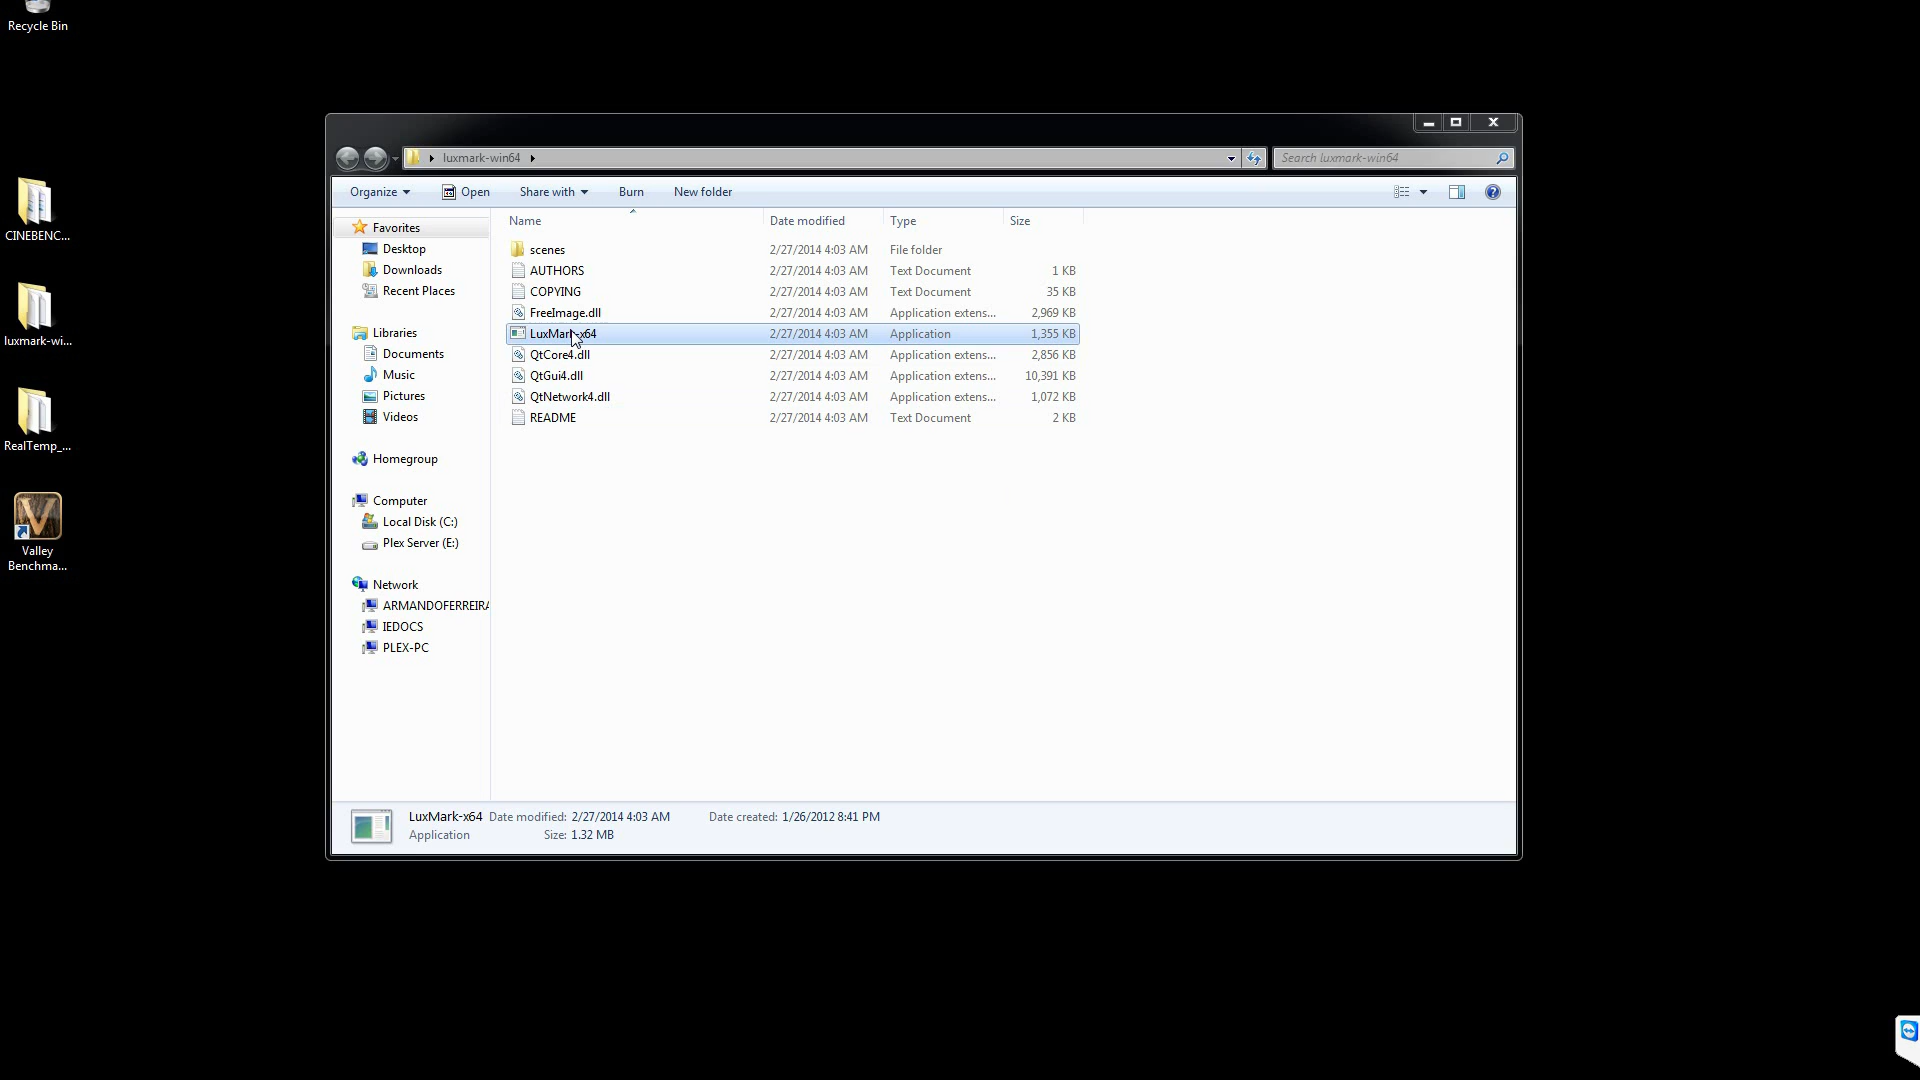 Recycle Bin
CINEBENC...
luxmark-wi...
RealTemp_...
Valley
Benchma...
luxmark-win64
Search luxmark-win64
Organize Open Share with Burn New folder
Favorites
Desktop
Downloads
Recent Places
Libraries
Documents
Music
Pictures
Videos
Homegroup
Computer
Local Disk (C:)
Plex Server (E:)
Network
ARMANDOFERREIRA
IEDOCS
PLEX-PC
Name Date modified Type Size
scenes 2/27/2014 4:03 AM File folder
AUTHORS 2/27/2014 4:03 AM Text Document 1 KB
COPYING 2/27/2014 4:03 AM Text Document 35 KB
FreeImage.dll 2/27/2014 4:03 AM Application extens... 2,969 KB
LuxMark-x64 2/27/2014 4:03 AM Application 1,355 KB
QtCore4.dll 2/27/2014 4:03 AM Application extens... 2,856 KB
QtGui4.dll 2/27/2014 4:03 AM Application extens... 10,391 KB
QtNetwork4.dll 2/27/2014 4:03 AM Application extens... 1,072 KB
README 2/27/2014 4:03 AM Text Document 2 KB
LuxMark-x64 Date modified: 2/27/2014 4:03 AM Date created: 1/26/2012 8:41 PM
Application Size: 1.32 MB